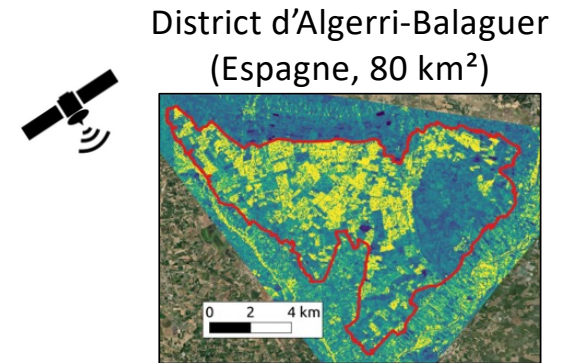 District d’Algerri-Balaguer
(Espagne, 80 km²)
0 2 4 km